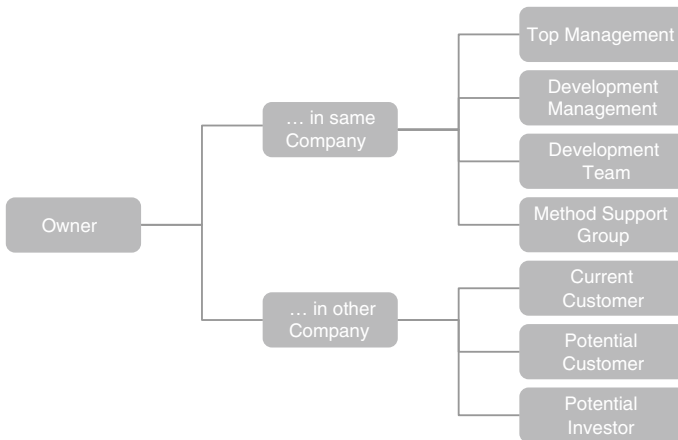 Owner
… in same
Company
Top Management
Development
Management
Development
Team
Method Support
Group
… in other
Company
Current
Customer
Potential
Customer
Potential
Investor